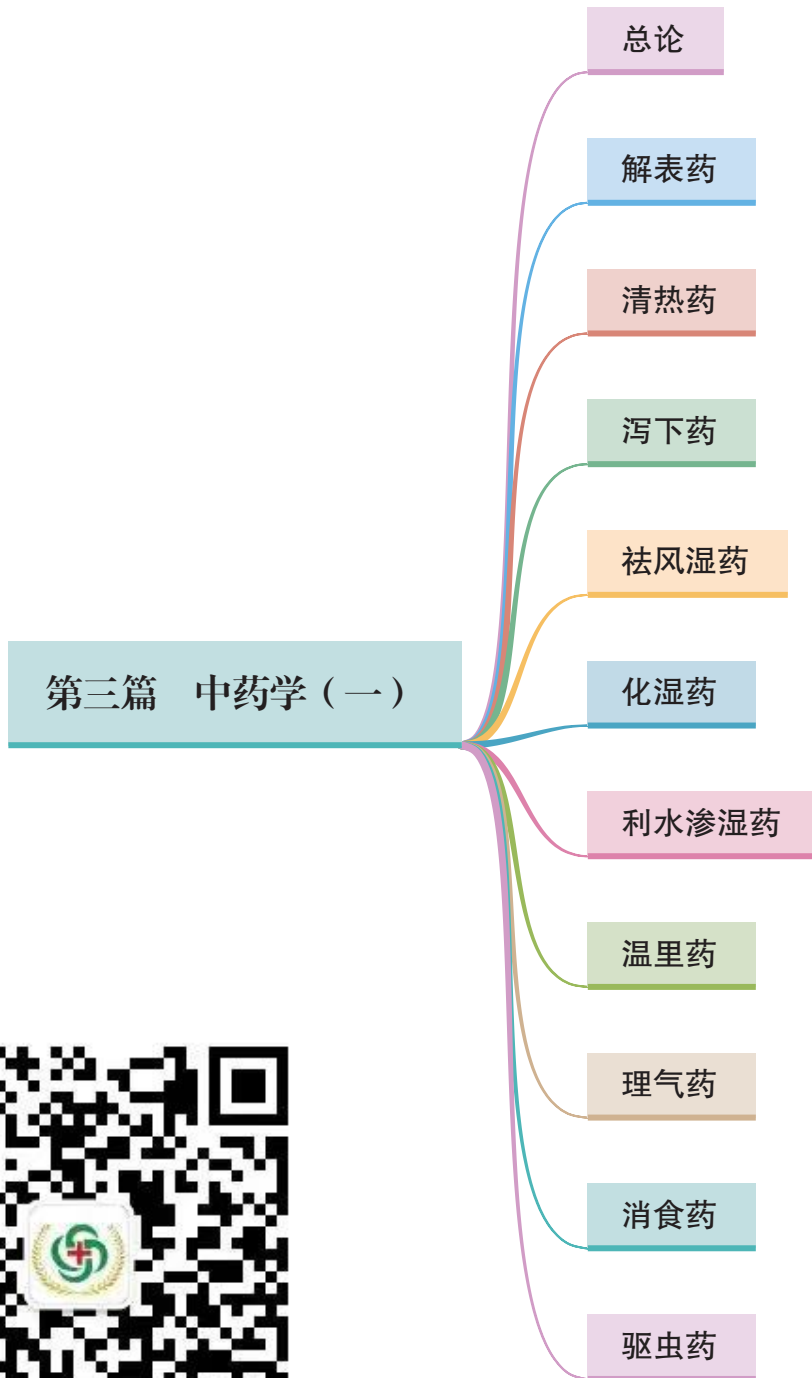 总论
解表药
清热药
泻下药
祛风湿药
化湿药
第三篇　中药学（一）
利水渗湿药
温里药
理气药
消食药
驱虫药